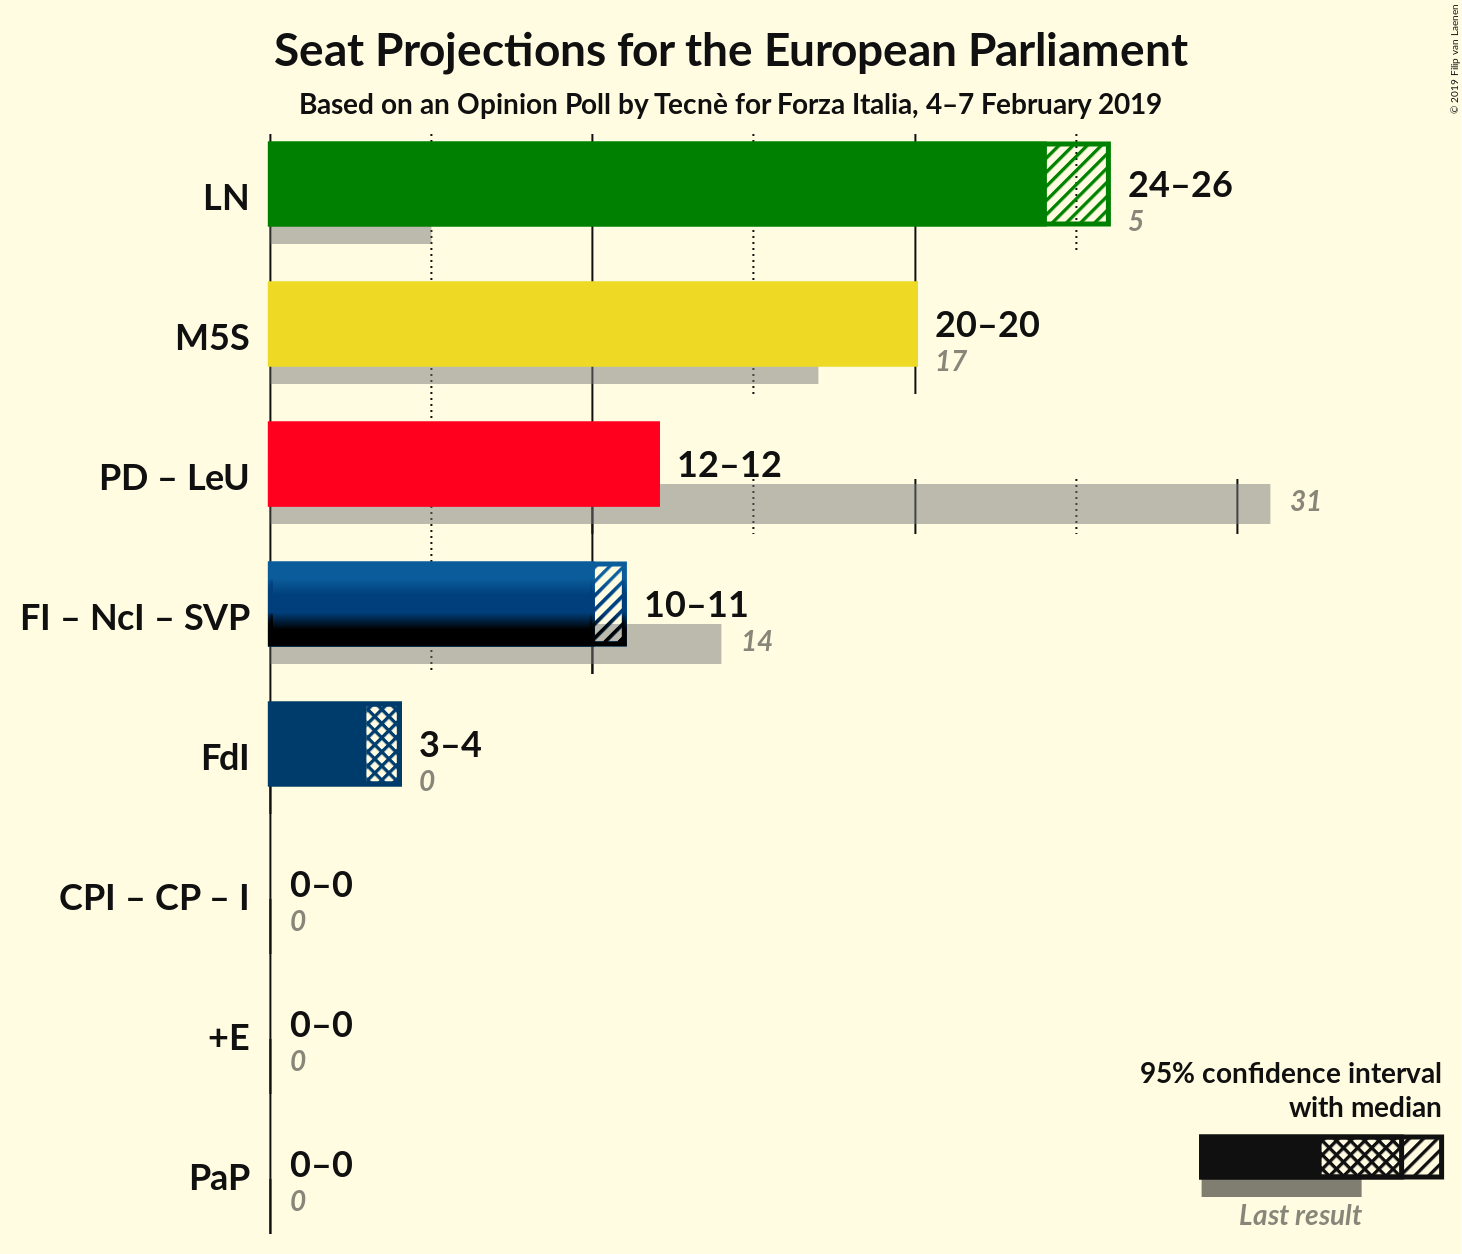 Seat Projections for the European Parliament
Based on an Opinion Poll by Tecnè for Forza Italia, 4–7 February 2019
© 2019 Filip van Laenen
LN
24–26
5
M5S
20–20
17
PD – LeU
12–12
31
FI – NcI – SVP
10–11
14
FdI
3–4
0
CPI – CP – I
0–0
0
+E
0–0
0
PaP
0–0
0
95% confidence interval
with median
Last result